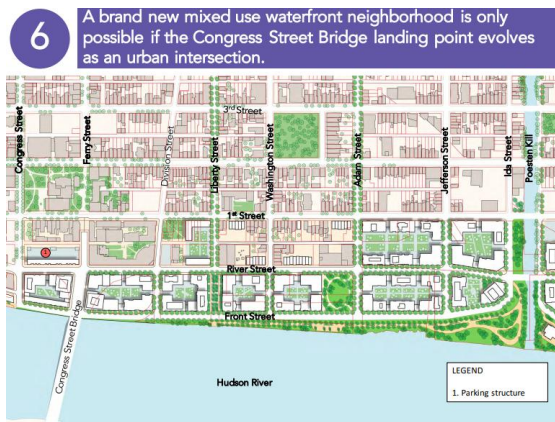 6
A brand new mixed use waterfront neighborhood is only
possible if the Congress Street Bridge landing point evolves
as an urban intersection.
3rd Street
Congress Street
Ferry Street
Division Street
Liberty Street
Washington Street
Adam Street
Jefferson Street
Ida Street
Poesten Kill
1st Street
1
River Street
Front Street
Congress Street Bridge
Hudson River
LEGEND
1. Parking structure